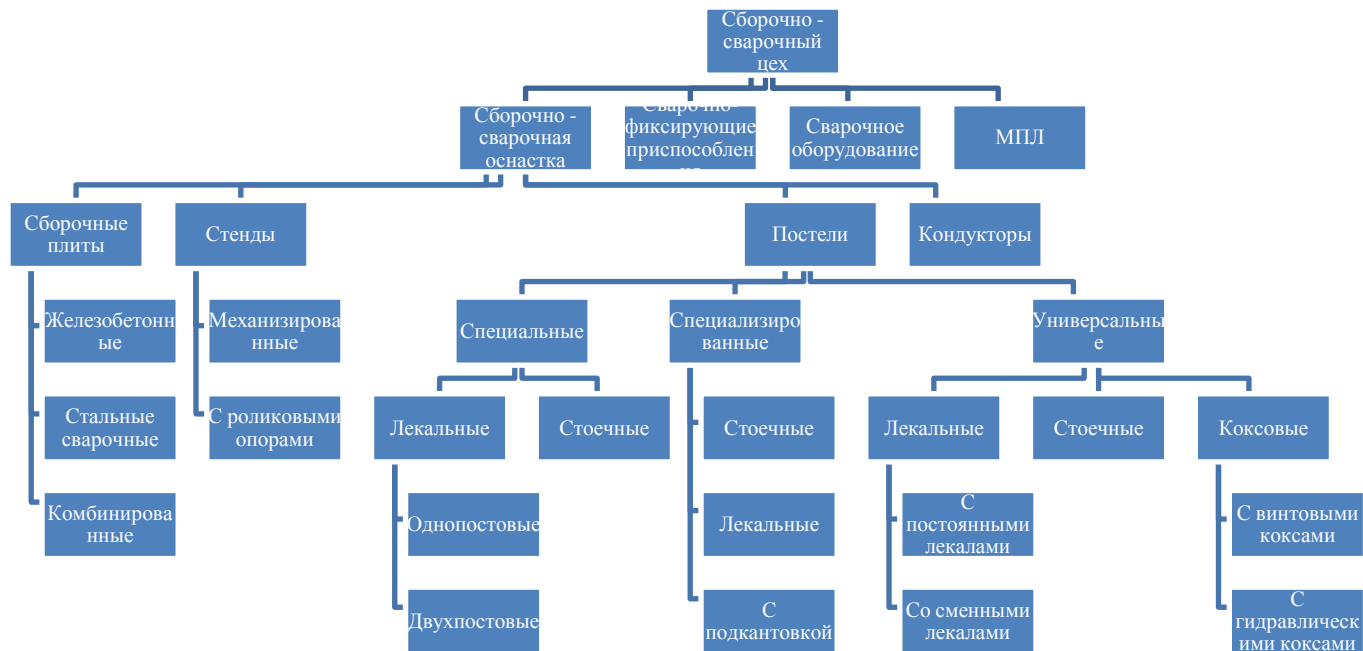 Сборочно -
сварочный
цех
Сборочно -
сварочная
оснастка
фиксирующие
приспособлен
Сварочное
оборудование
МПЛ
Сборочные
плиты
Стенды
Постели
Кондукторы
Железобетонн
ые
Механизирова
нные
Специальные
Специализиро
ванные
Универсальны
е
Стальные
сварочные
С роликовыми
опорами
Лекальные
Стоечные
Стоечные
Лекальные
Стоечные
Коксовые
Комбинирова
нные
Однопостовые
Лекальные
С
постоянными
лекалами
С винтовыми
коксами
Двухпостовые
С
подкантовкой
Со сменными
лекалами
С
гидравлическ
ими коксами